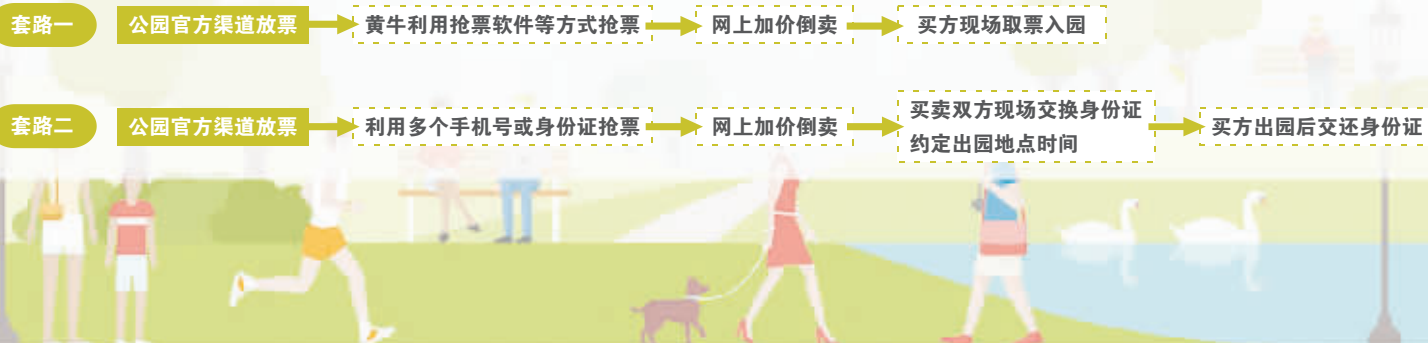 套路一
公园官方渠道放票
黄牛利用抢票软件等方式抢票
网上加价倒卖
买方现场取票入园
套路二
公园官方渠道放票
利用多个手机号或身份证抢票
网上加价倒卖
买卖双方现场交换身份证
约定出园地点时间
买方出园后交还身份证